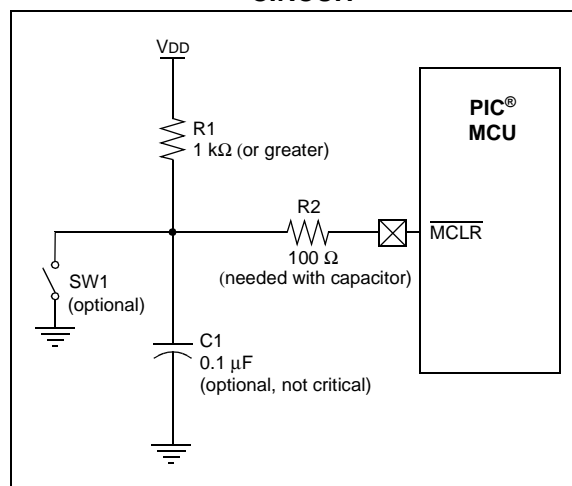 VDD
R1
1 kΩ (or greater)
PIC®
MCU
R2
MCLR
100 Ω
(needed with capacitor)
SW1
(optional)
C1
0.1 μF
(optional, not critical)